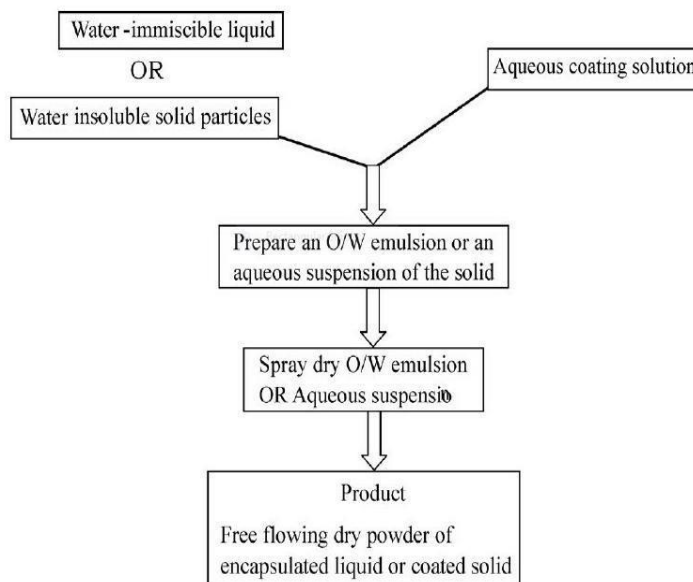 Water-immiscible liquid
OR
Water insoluble solid particles
Aqueous coating solution
Prepare an O/W emulsion or an
aqueous suspension of the solid
Spray dry O/W emulsion
OR Aqueous suspension
Product
Free flowing dry powder of
encapsulated liquid or coated solid